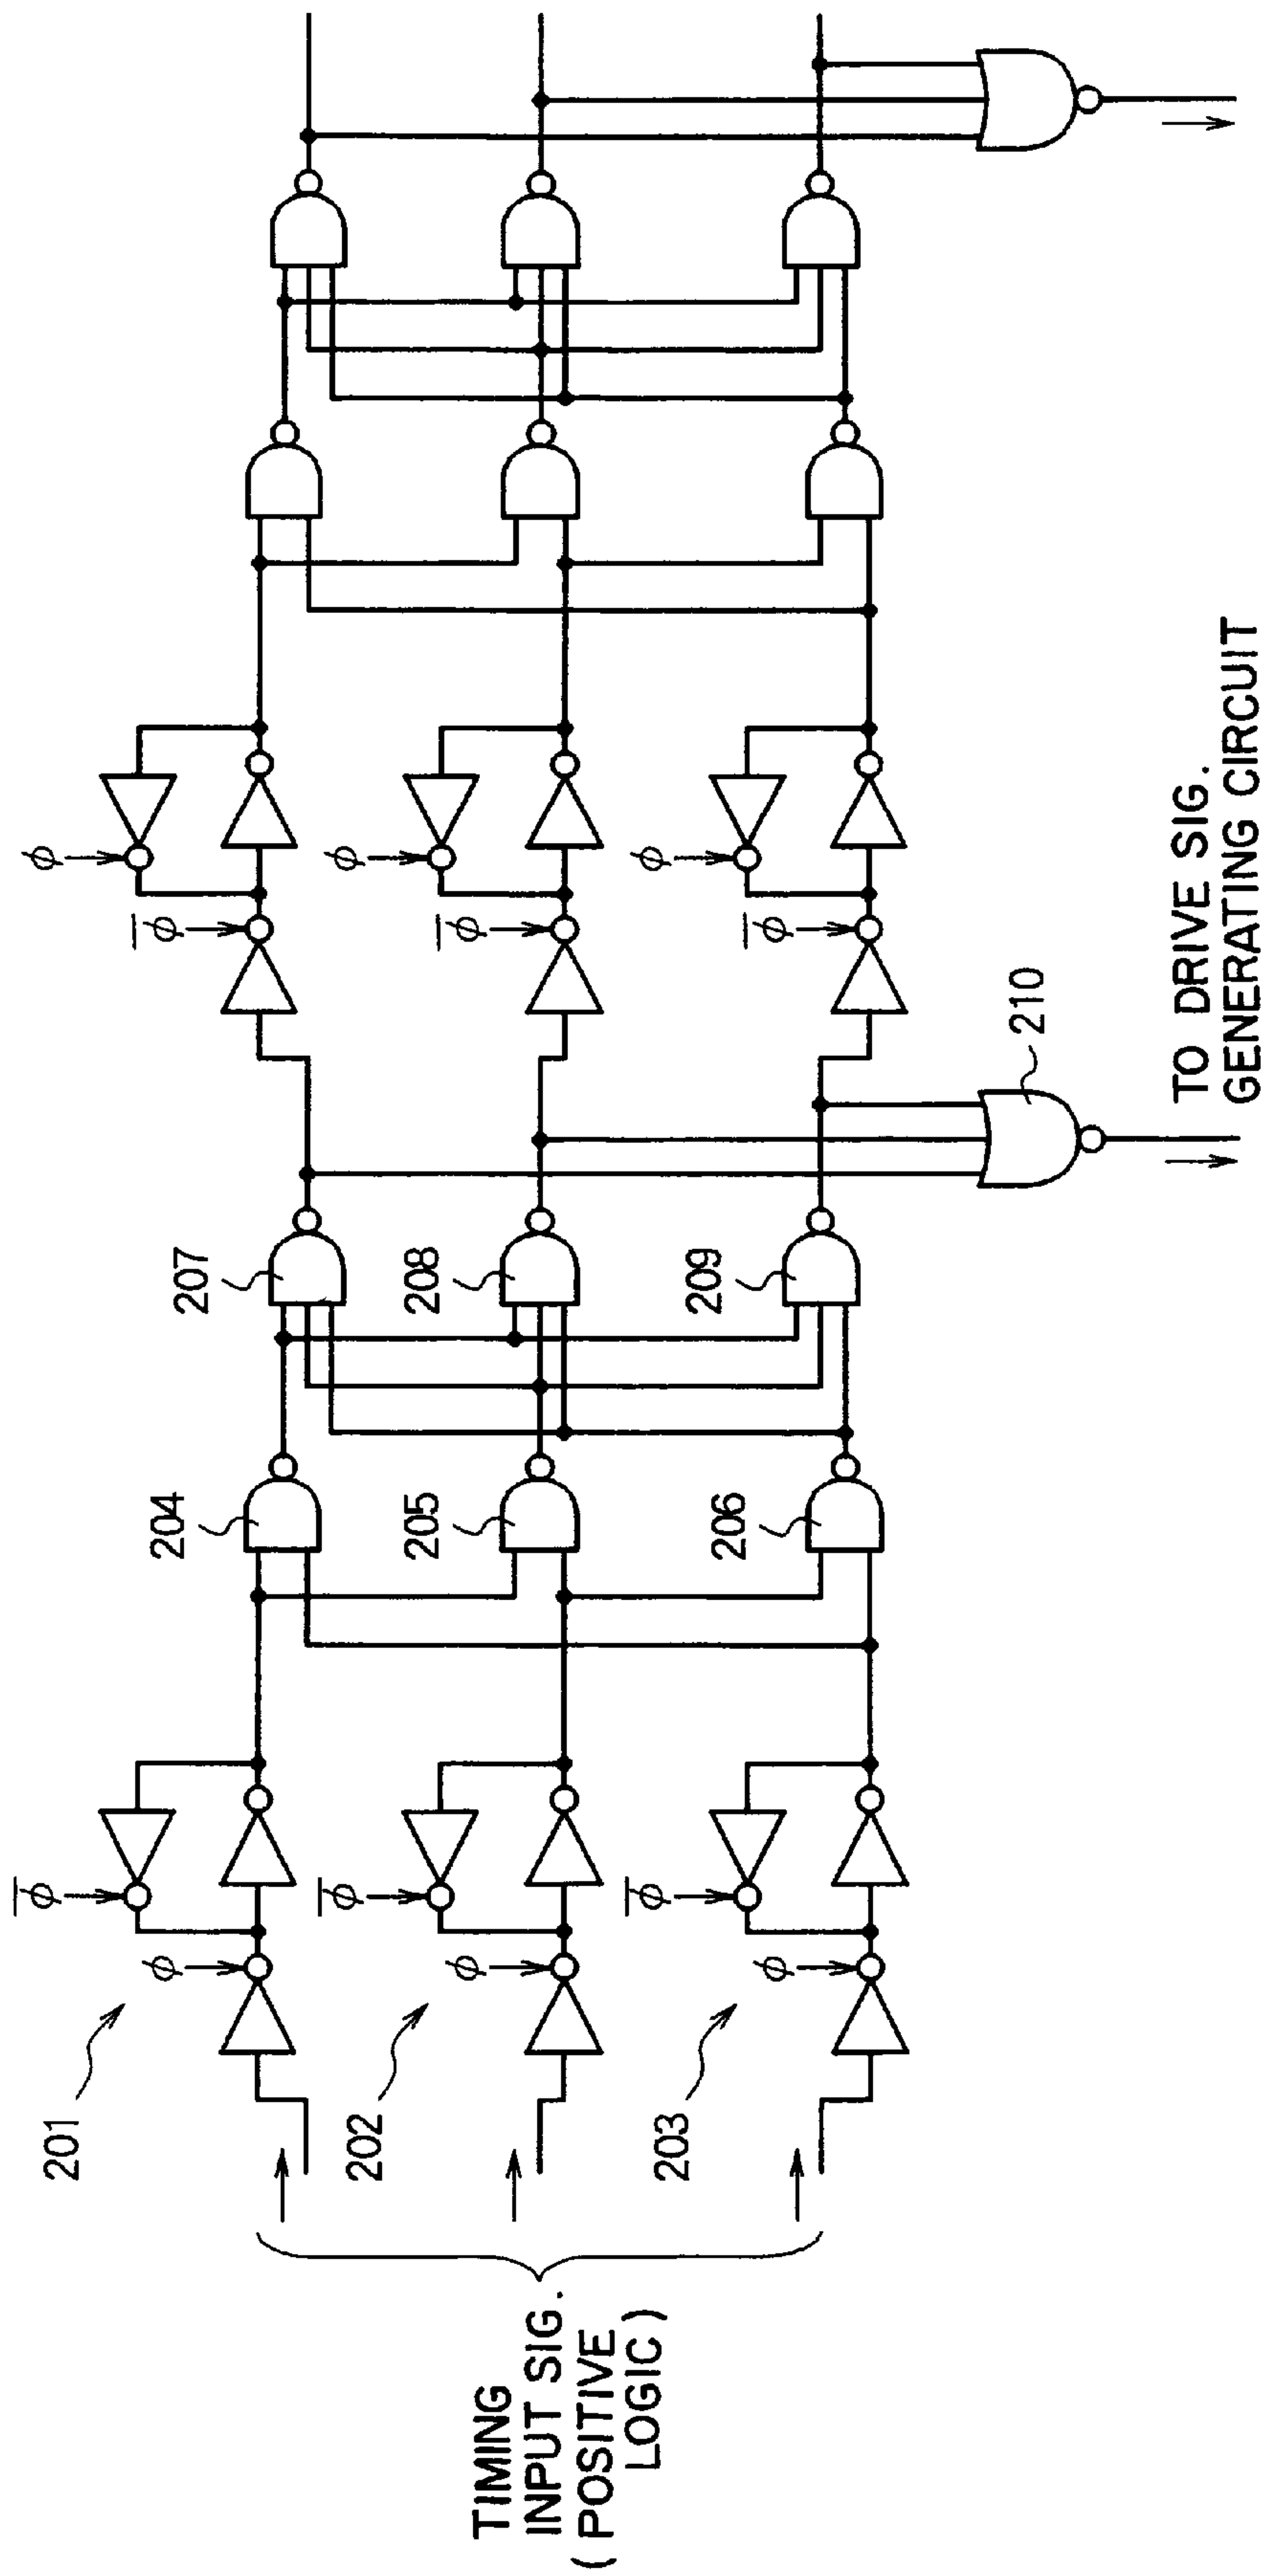 201
202
203
φ̅
φ
φ̅
φ
φ̅
φ
204
205
206
207
208
209
210
φ
φ̅
φ
φ̅
φ
φ̅
TIMING
INPUT SIG.
( POSITIVE
LOGIC )
TO DRIVE SIG.
GENERATING CIRCUIT